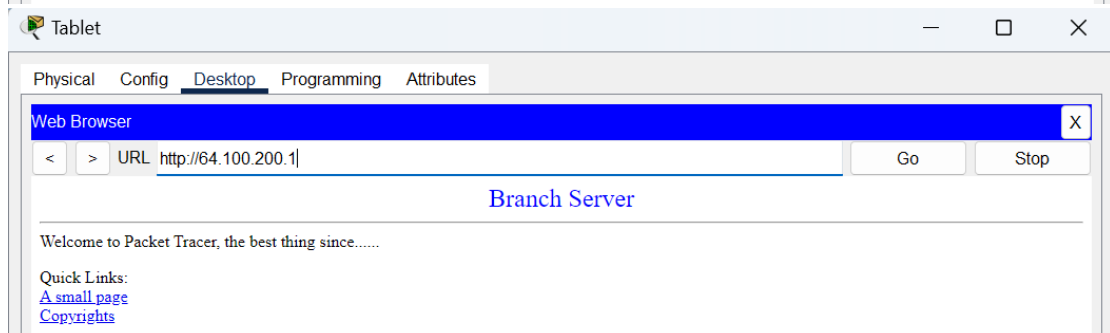 Tablet
Physical Config Desktop Programming Attributes
Web Browser X
< > URL http://64.100.200.1 Go Stop
Branch Server
Welcome to Packet Tracer, the best thing since......
Quick Links:
A small page
Copyrights